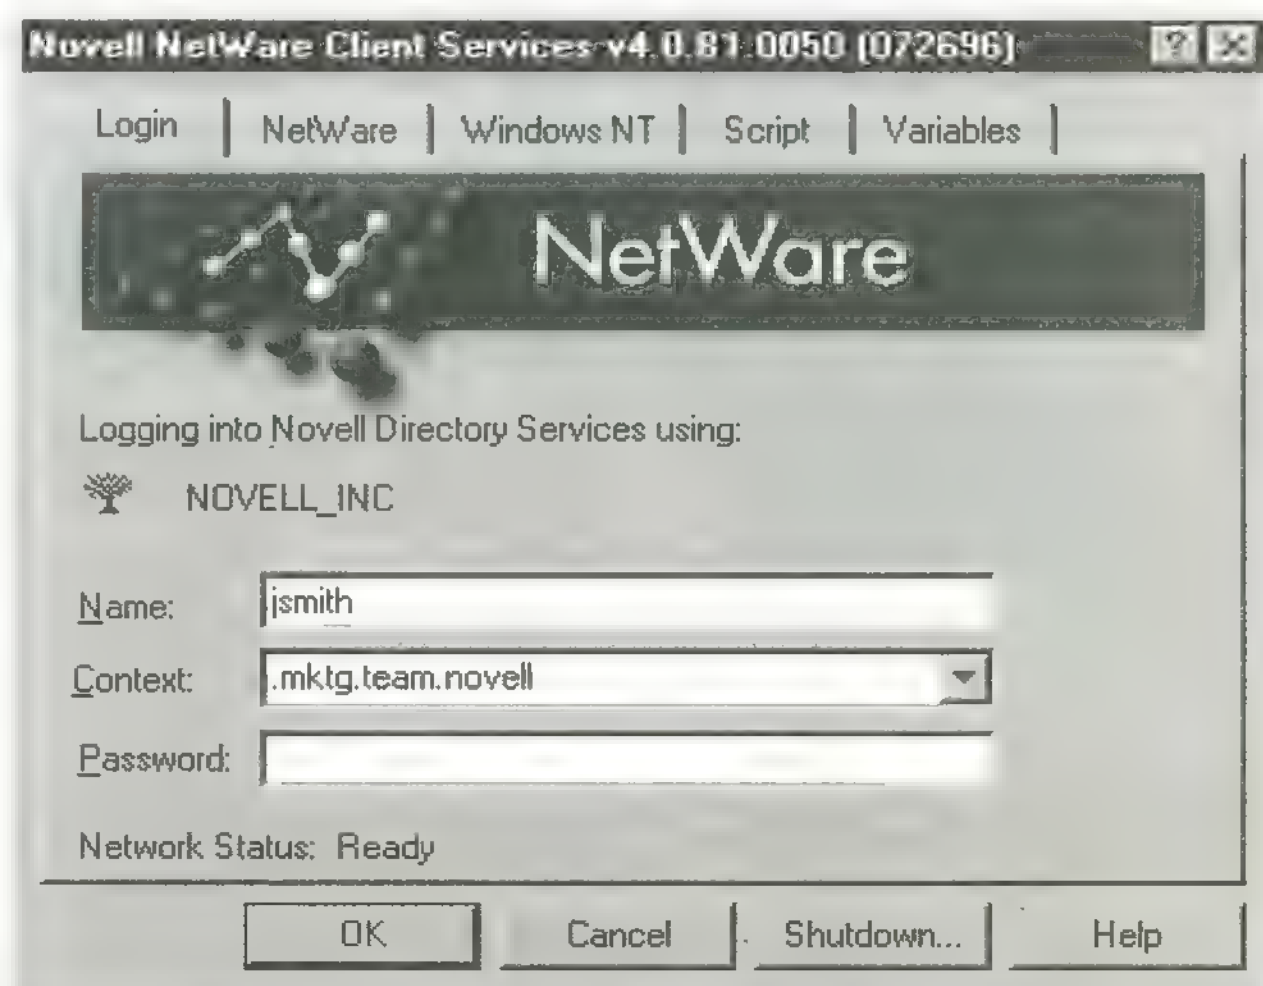 Novell NetWare Client Services v4.0.81.0050 (072696)
Login NetWare Windows NT Script Variables
NetWare
Logging into Novell Directory Services using:
NOVELL_INC
Name: jsmith
Context: .mktg.team.novell
Password:
Network Status: Ready
OK Cancel Shutdown... Help